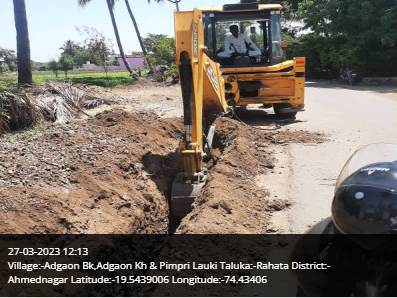 27-03-2023 12:13
Village:-Adgaon Bk,Adgaon Kh & Pimpri Lauki Taluka:-Rahata District:-
Ahmednagar Latitude:-19.5439006 Longitude:-74.43406